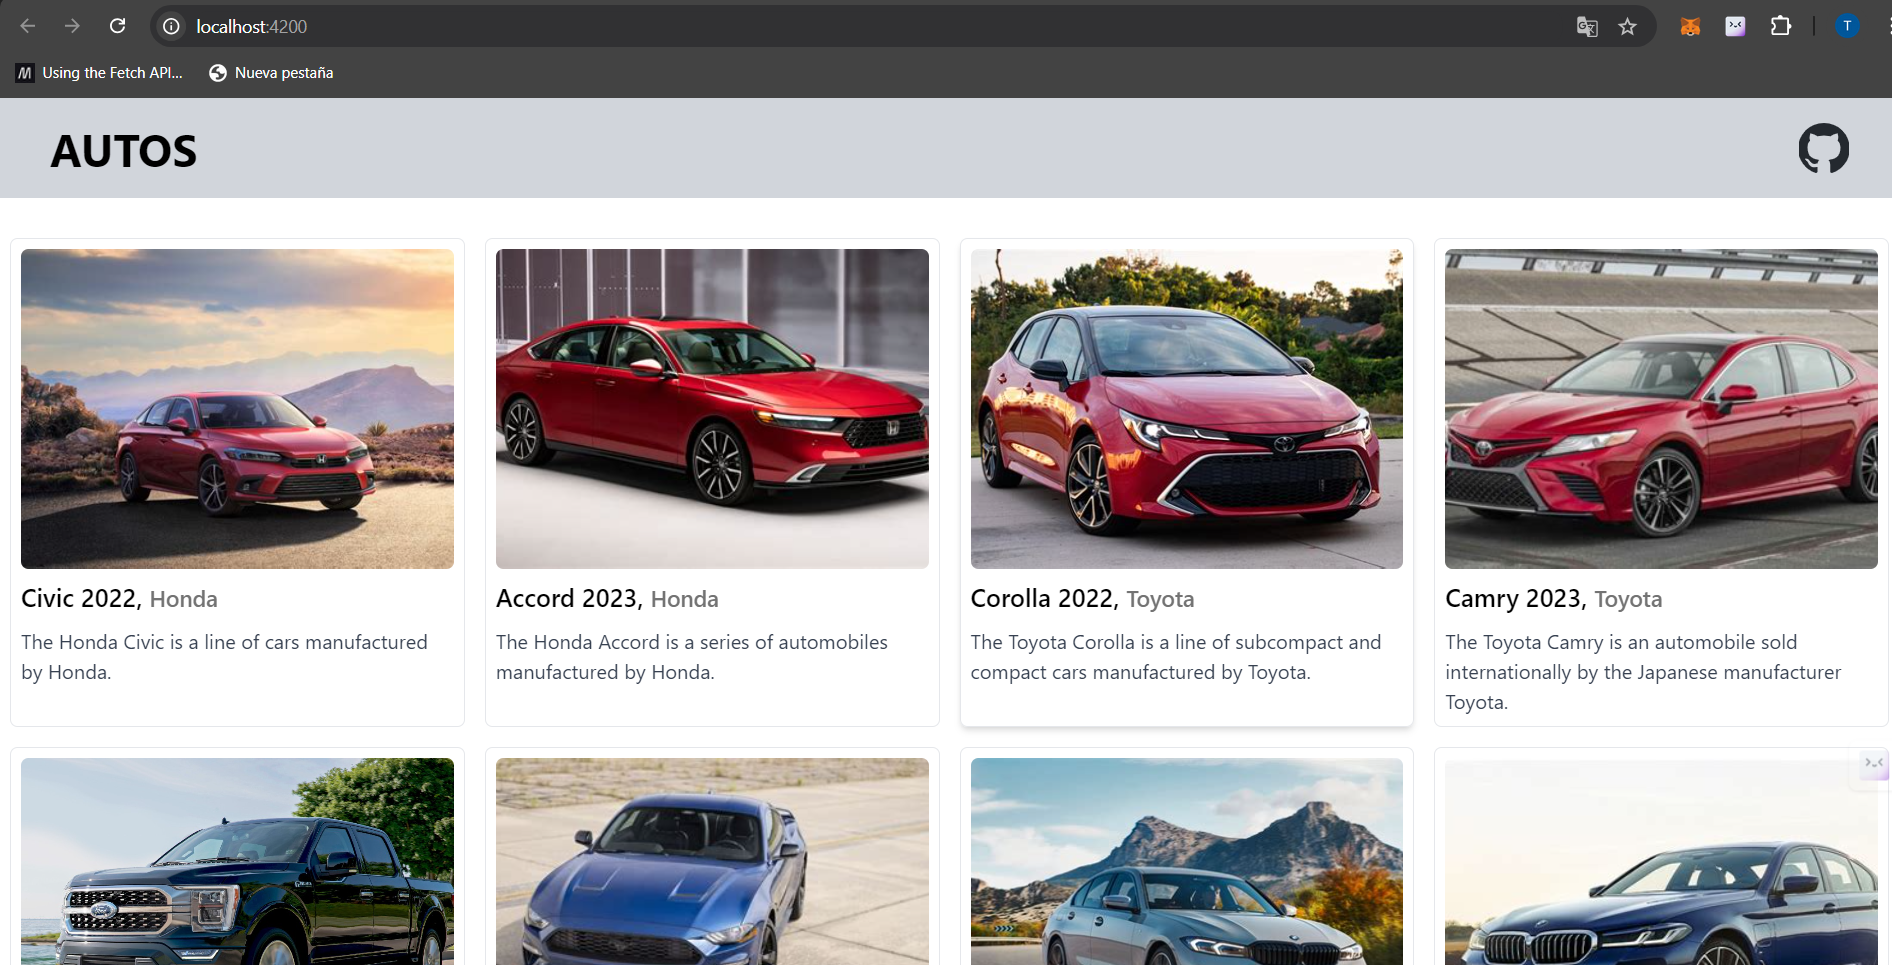 localhost:4200
T
Using the Fetch API...
Nueva pestaña
AUTOS
Civic 2022, Honda
The Honda Civic is a line of cars manufactured
by Honda.
Accord 2023, Honda
The Honda Accord is a series of automobiles
manufactured by Honda.
Corolla 2022, Toyota
The Toyota Corolla is a line of subcompact and
compact cars manufactured by Toyota.
Camry 2023, Toyota
The Toyota Camry is an automobile sold
internationally by the Japanese manufacturer
Toyota.
Ford